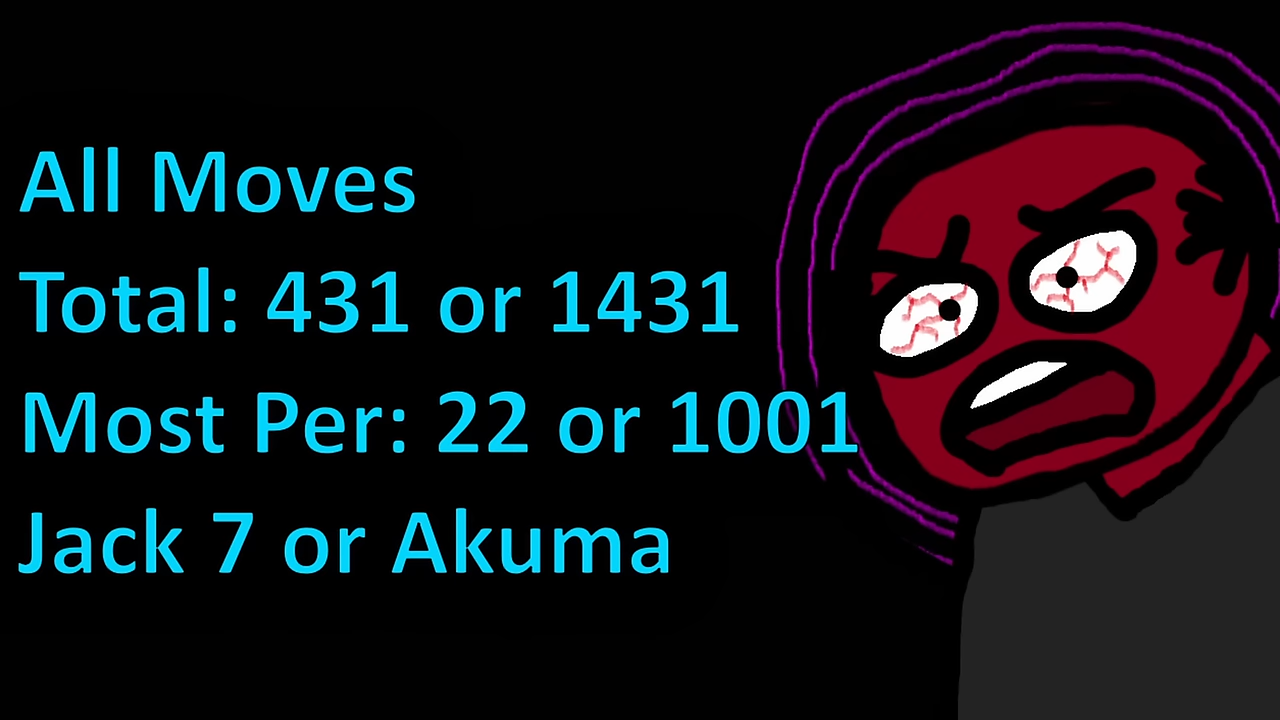 All Moves
Total: 431 or 1431
Most Per: 22 or 1001
Jack 7 or Akuma